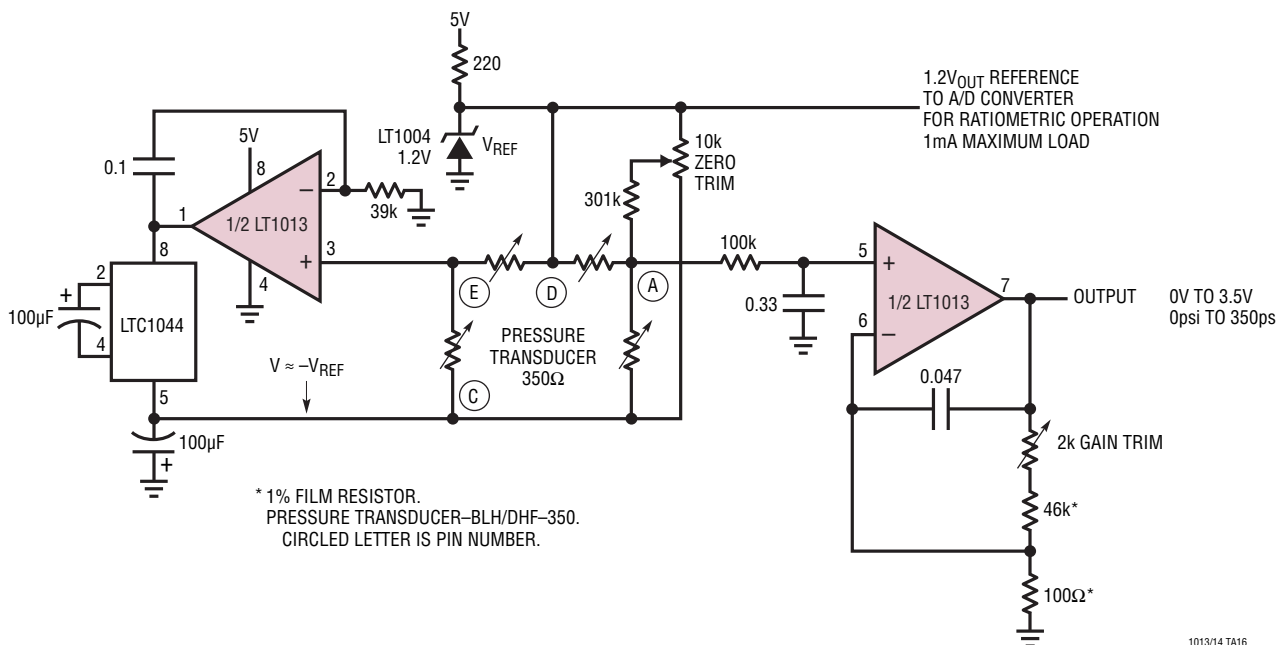 5V
220
1.2VOUT REFERENCE
TO A/D CONVERTER
FOR RATIOMETRIC OPERATION
1mA MAXIMUM LOAD
LT1004
1.2V
VREF
10k
ZERO
TRIM
5V
8
0.1
2
39k
301k
1
1/2 LT1013
3
4
100k
5
8
2
E
D
A
0.33
1/2 LT1013
7
OUTPUT
0V TO 3.5V
0psi TO 350ps
6
100µF
LTC1044
4
PRESSURE
TRANSDUCER
350Ω
V ≈ –VREF
5
C
0.047
100µF
2k GAIN TRIM
* 1% FILM RESISTOR.
PRESSURE TRANSDUCER–BLH/DHF–350.
CIRCLED LETTER IS PIN NUMBER.
46k*
100Ω*
1013/14 TA16